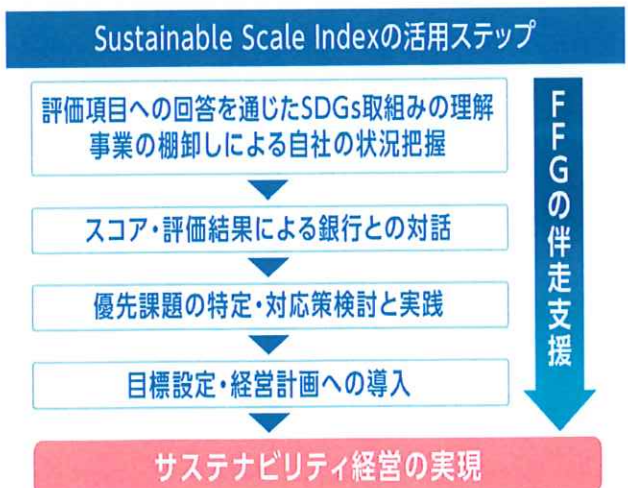 Sustainable Scale Indexの活用ステップ
評価項目への回答を通じたSDGs取組みの理解
事業の棚卸しによる自社の状況把握
スコア・評価結果による銀行との対話
優先課題の特定・対応策検討と実践
目標設定・経営計画への導入
サステナビリティ経営の実現
FFGの伴走支援